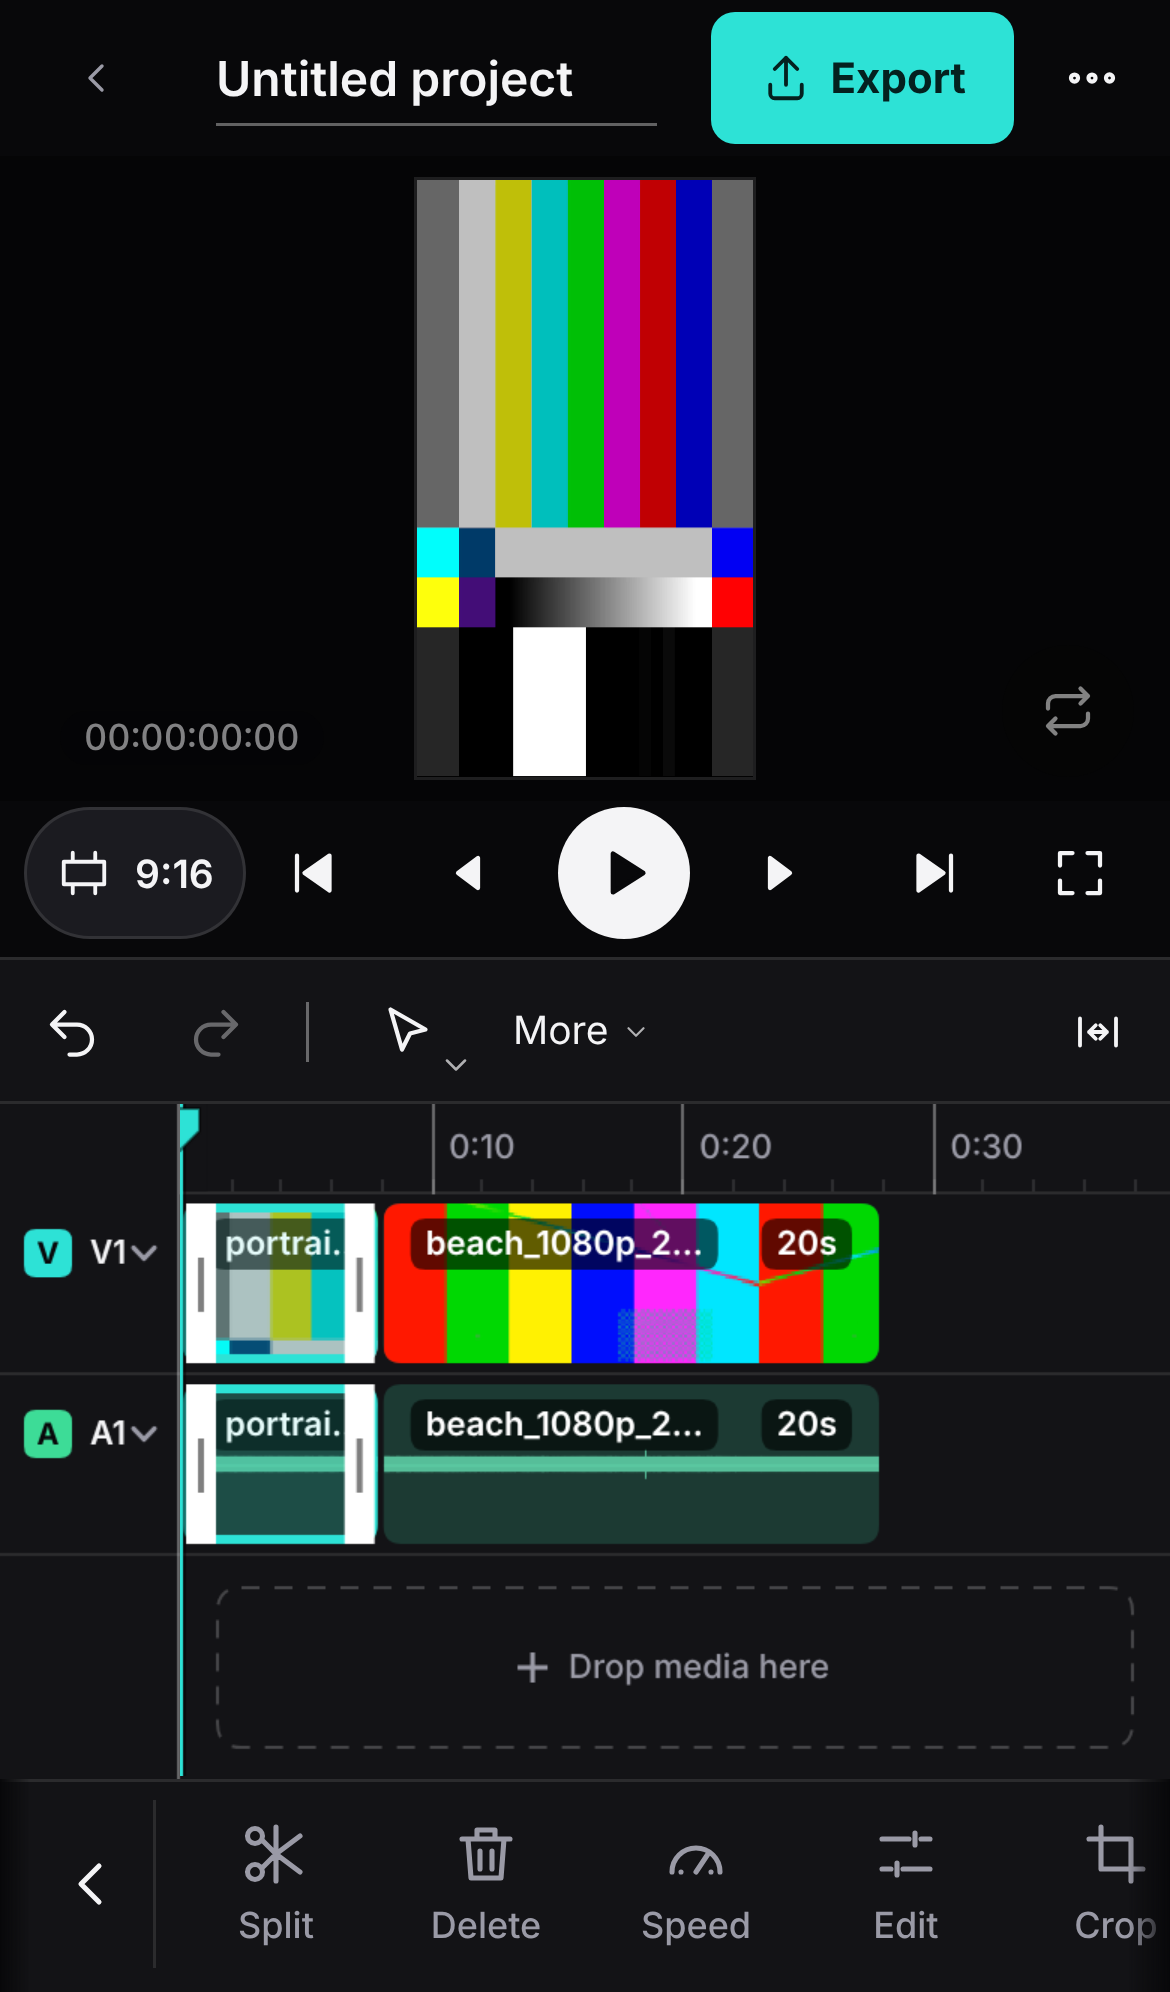 Untitled project
Export
00:00:00:00
9:16
More
0:10
0:20
0:30
V
V1
portrai.
beach_1080p_2...
20s
A
A1
portrai.
beach_1080p_2...
20s
Drop media here
Split
Delete
Speed
Edit
Crop